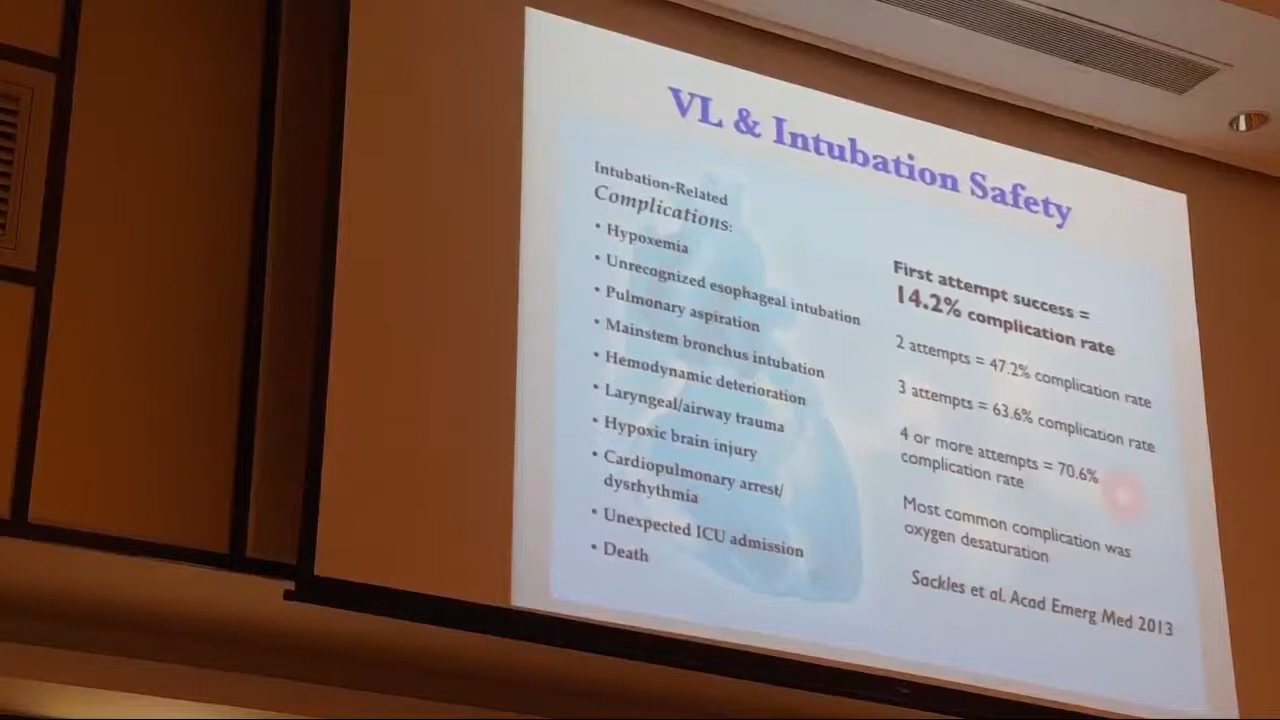 VL & Intubation Safety
Intubation-Related
Complications:
• Hypoxemia
• Unrecognized esophageal intubation
• Pulmonary aspiration
• Mainstem bronchus intubation
• Hemodynamic deterioration
• Laryngeal/airway trauma
• Hypoxic brain injury
• Cardiopulmonary arrest/
dysrhythmia
• Unexpected ICU admission
• Death
First attempt success =
14.2% complication rate
2 attempts = 47.2% complication rate
3 attempts = 63.6% complication rate
4 or more attempts = 70.6%
complication rate
Most common complication was
oxygen desaturation
Sackles et al. Acad Emerg Med 2013